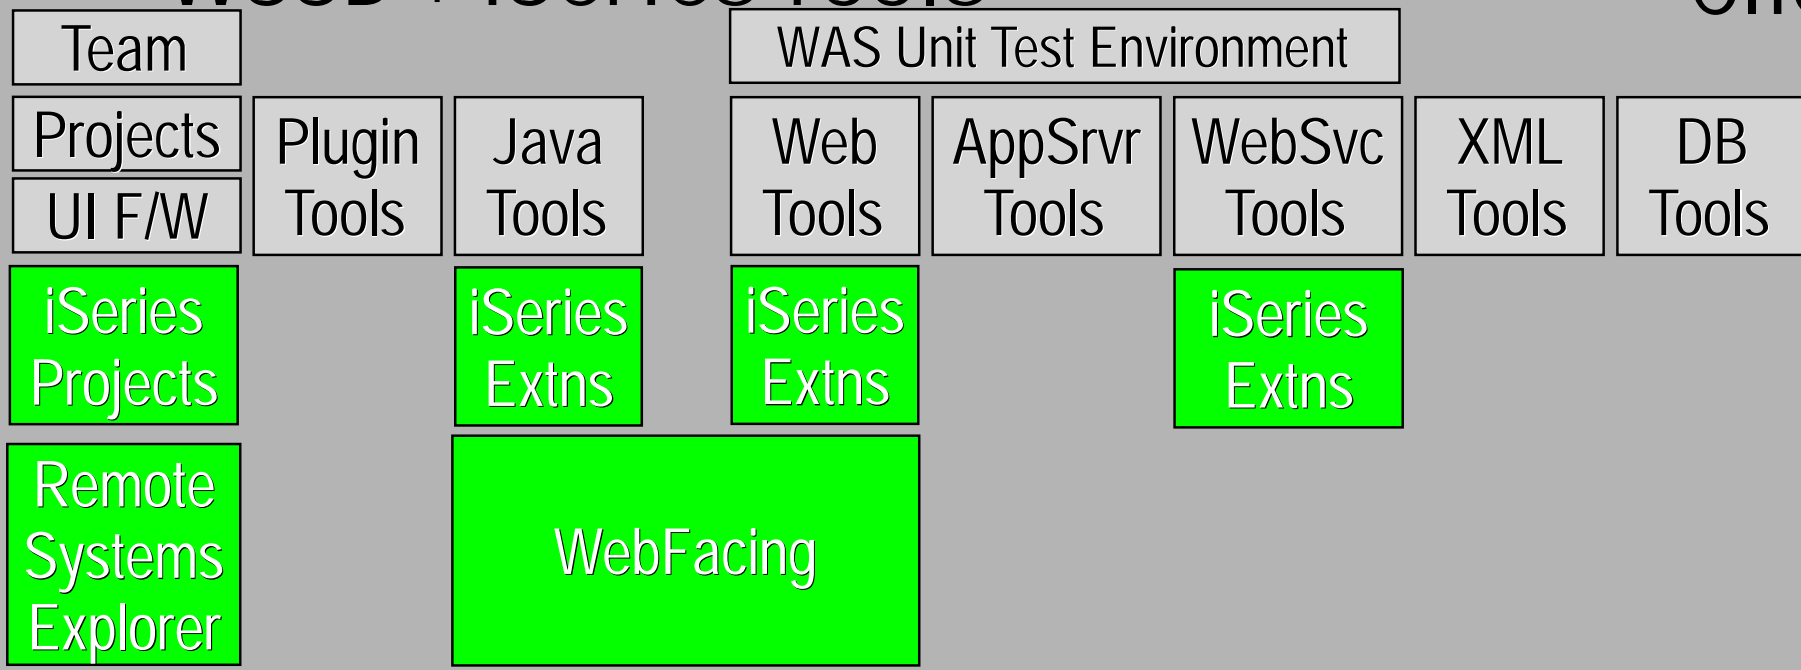 Team
WAS Unit Test Environment
Projects
UI F/W
Plugin
Tools
Java
Tools
Web
Tools
AppSrvr
Tools
WebSvc
Tools
XML
Tools
DB
Tools
iSeries
Projects
iSeries
Extns
iSeries
Extns
iSeries
Extns
Remote
Systems
Explorer
WebFacing